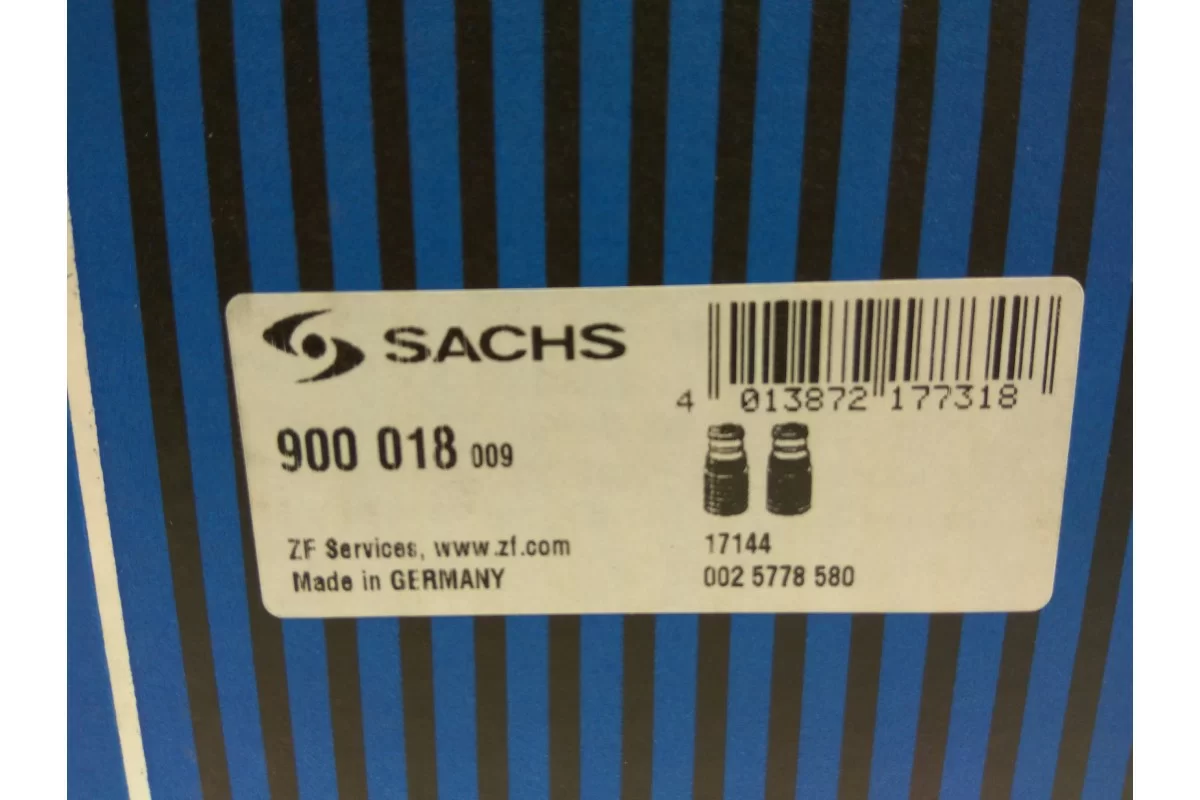 SACHS
4 013872 177318
900 018 009
ZF Services, www.zf.com
Made in GERMANY
17144
002 5778 580